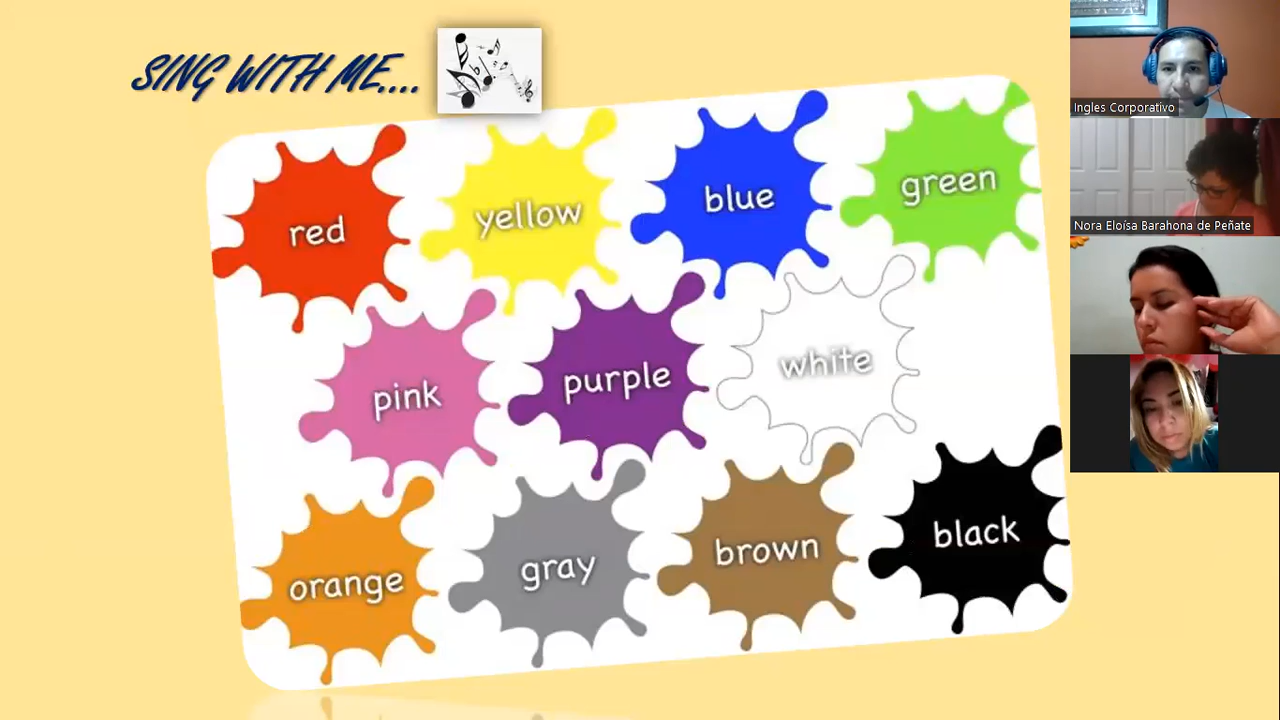 SING WITH ME....
red yellow blue green
pink purple white
orange gray brown black
Ingles Corporativo
Nora Eloísa Barahona de Peñate